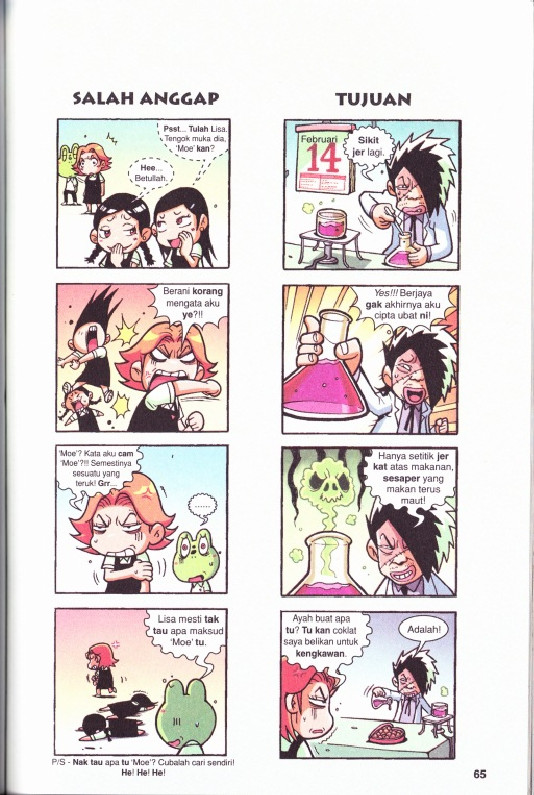 SALAH ANGGAP
Psst... Tulah Lisa.
Tengok muka dia,
'Moe' kan?
Hee...
Betullah.
Berani korang
mengata aku
ye?!!
'Moe'? Kata aku cam
'Moe'?!!! Semestinya
sesuatu yang
teruk! Grr...
......
Lisa mesti tak
tau apa maksud
'Moe' tu.
P/S - Nak tau apa tu 'Moe'? Cubalah cari sendiri!
He! He! He!
TUJUAN
Februari
14
Sikit
jer lagi.
Yes!!! Berjaya
gak akhirnya aku
cipta ubat ni!
Hanya setitik jer
kat atas makanan,
sesaper yang
makan terus
maut!
Ayah buat apa
tu? Tu kan coklat
saya belikan untuk
kengkawan.
Adalah!
65